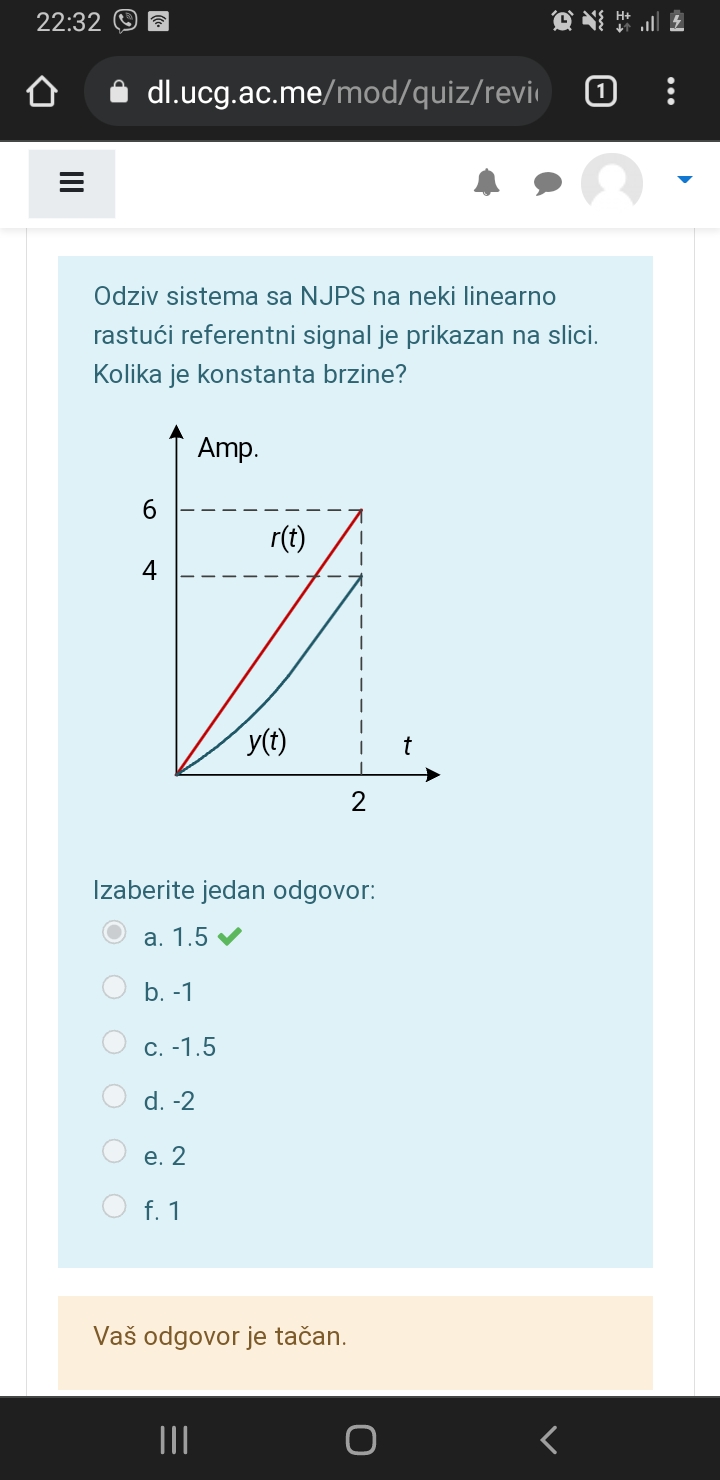 22:32
H+
dl.ucg.ac.me/mod/quiz/revi
1
Odziv sistema sa NJPS na neki linearno
rastući referentni signal je prikazan na slici.
Kolika je konstanta brzine?
Amp.
6
r(t)
4
y(t)
t
2
Izaberite jedan odgovor:
a. 1.5
b. -1
c. -1.5
d. -2
e. 2
f. 1
Vaš odgovor je tačan.